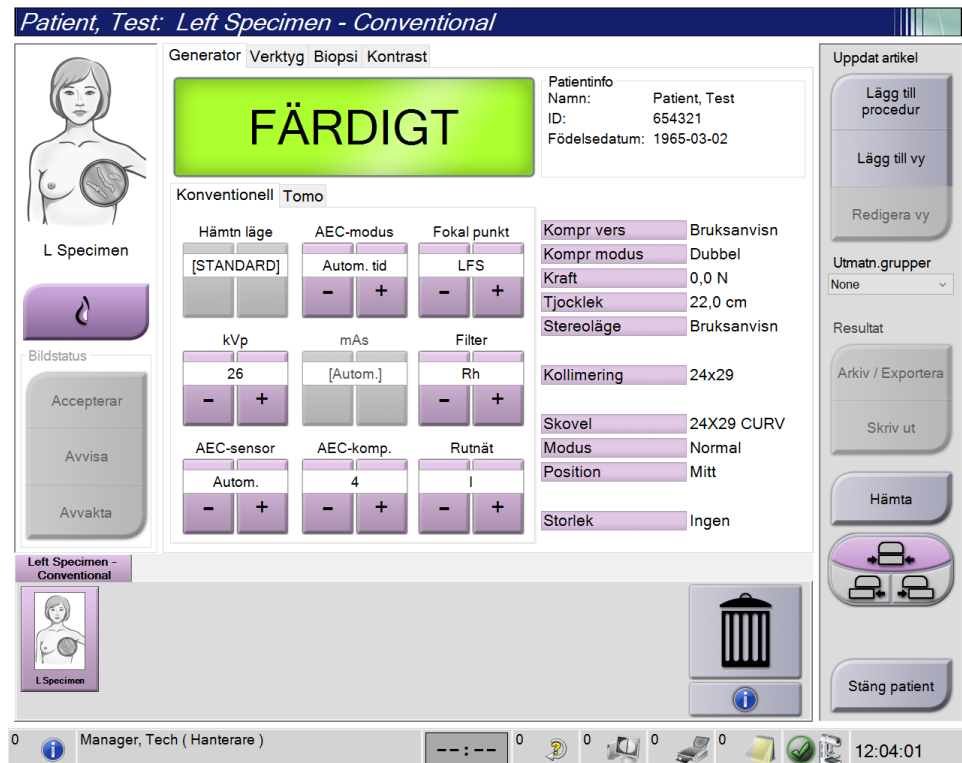 Patient, Test: Left Specimen - Conventional
Generator Verktyg Biopsi Kontrast
FÄRDIGT
Patientinfo
Namn: Patient, Test
ID: 654321
Födelsedatum: 1965-03-02
L Specimen
Bildstatus
Accepterar
Avvisa
Avvakta
Konventionell Tomo
Hämtn läge AEC-modus Fokal punkt
[STANDARD] Autom. tid LFS
- + - +
kVp mAs Filter
26 [Autom.] Rh
- + - +
AEC-sensor AEC-komp. Rutnät
Autom. 4 I
- + - + - +
Kompr vers Bruksanvisn
Kompr modus Dubbel
Kraft 0,0 N
Tjocklek 22,0 cm
Stereoläge Bruksanvisn
Kollimering 24x29
Skovel 24X29 CURV
Modus Normal
Position Mitt
Storlek Ingen
Uppdat artikel
Lägg till
procedur
Lägg till vy
Redigera vy
Utmatn.grupper
None
Resultat
Arkiv / Exportera
Skriv ut
Hämta
Stäng patient
Left Specimen -
Conventional
L Specimen
0 Manager, Tech ( Hanterare ) --:-- 0 0 0 0 12:04:01